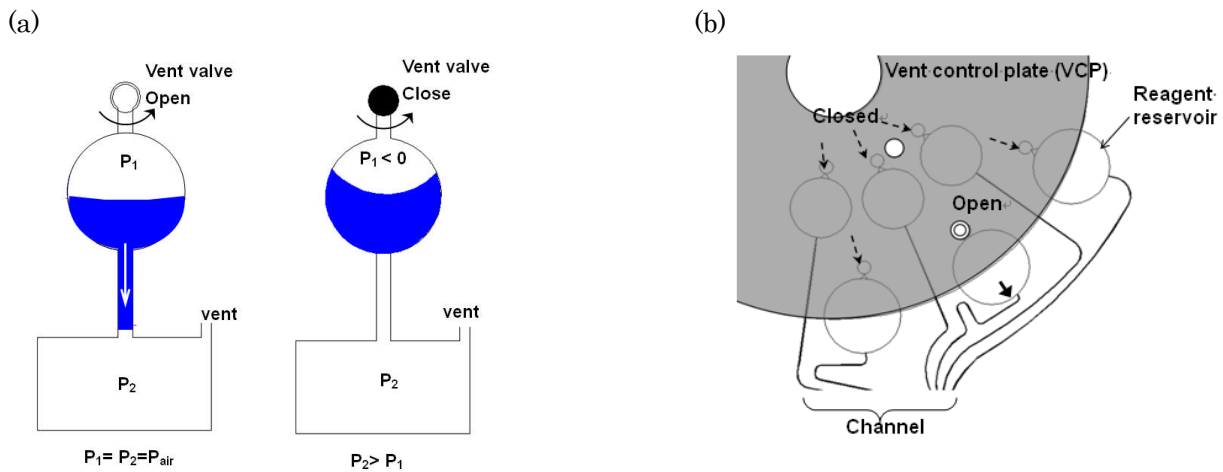 (a)
Vent valve
Open
P₁
vent
P₂
P₁= P₂=Pair
Vent valve
Close
P₁ < 0
vent
P₂
P₂> P₁
(b)
Vent control plate (VCP)
Reagent
reservoir
Closed
Open
Channel